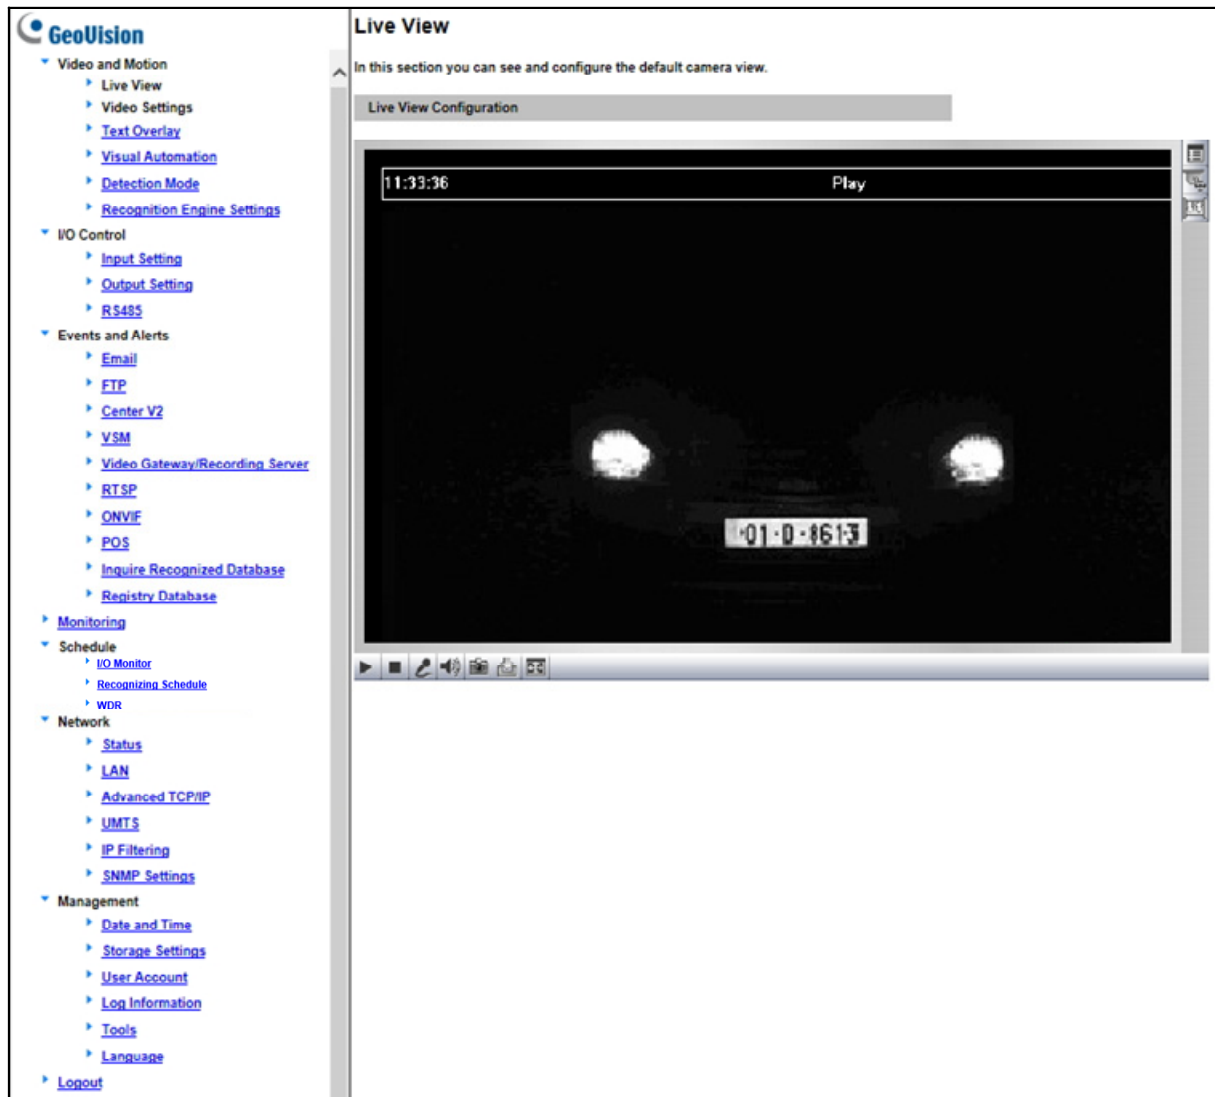 GeoVision
Video and Motion
Live View
Video Settings
Text Overlay
Visual Automation
Detection Mode
Recognition Engine Settings
I/O Control
Input Setting
Output Setting
RS485
Events and Alerts
Email
FTP
Center V2
VSM
Video Gateway/Recording Server
RTSP
ONVIF
POS
Inquire Recognized Database
Registry Database
Monitoring
Schedule
I/O Monitor
Recognizing Schedule
WDR
Network
Status
LAN
Advanced TCP/IP
UMTS
IP Filtering
SNMP Settings
Management
Date and Time
Storage Settings
User Account
Log Information
Tools
Language
Logout
Live View
In this section you can see and configure the default camera view.
Live View Configuration
11:33:36 Play
01-D-8613